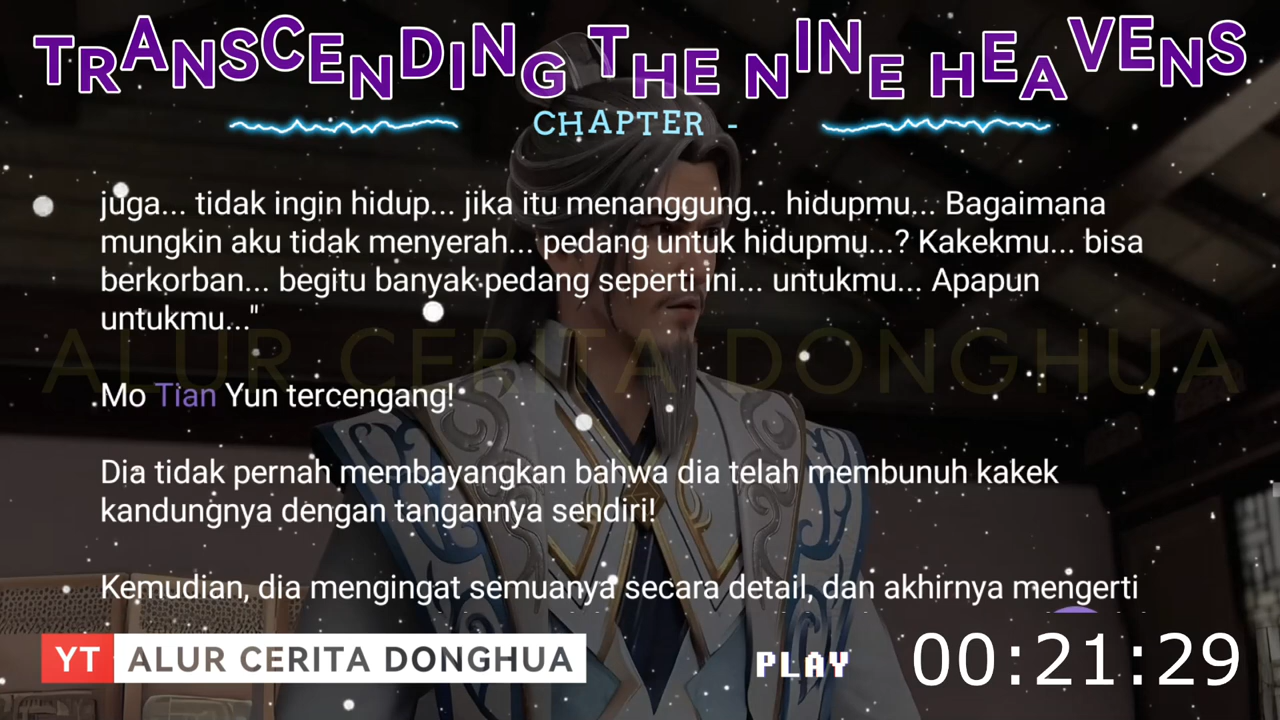 TRANSCENDING THE NINE HEAVENS
CHAPTER -
juga... tidak ingin hidup... jika itu menanggung... hidupmu... Bagaimana
mungkin aku tidak menyerah... pedang untuk hidupmu...? Kakekmu... bisa
berkorban... begitu banyak pedang seperti ini... untukmu... Apapun
untukmu..."
ALUR CERITA DONGHUA
Mo Tian Yun tercengang!
Dia tidak pernah membayangkan bahwa dia telah membunuh kakek
kandungnya dengan tangannya sendiri!
Kemudian, dia mengingat semuanya secara detail, dan akhirnya mengerti
YT ALUR CERITA DONGHUA
PLAY
00:21:29